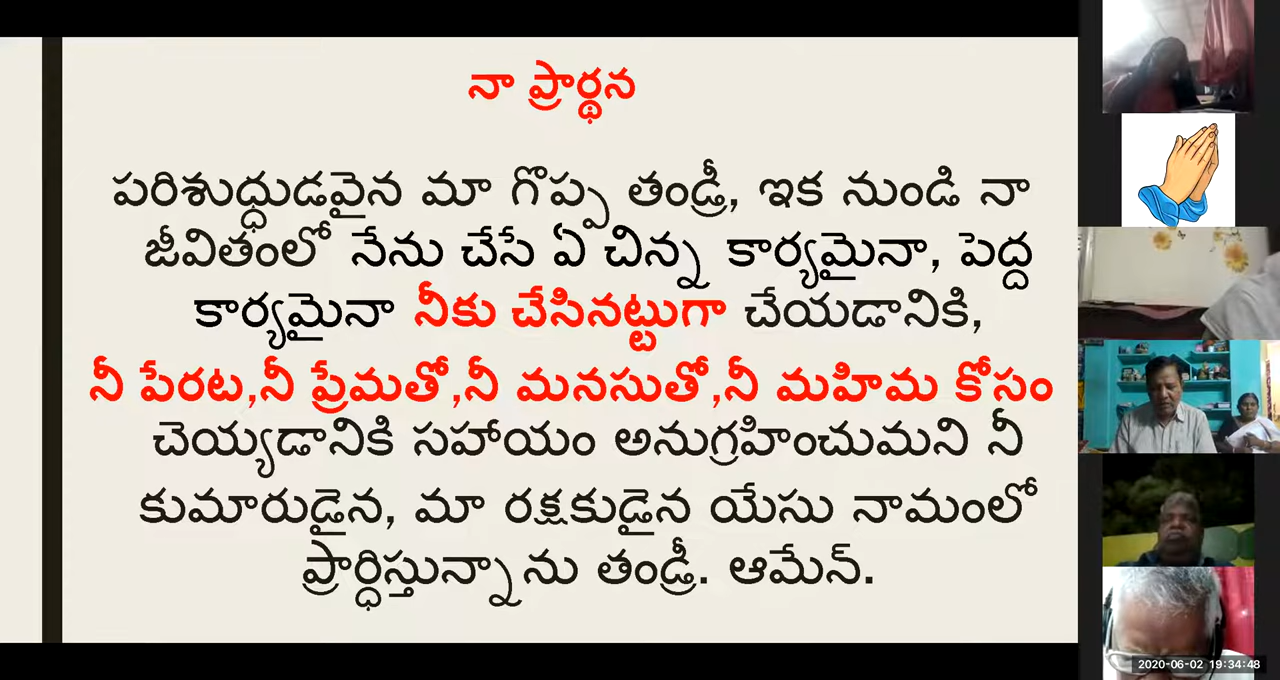 నా ప్రార్థన
పరిశుద్ధుడవైన మా గొప్ప తండ్రీ, ఇక నుండి నా
జీవితంలో నేను చేసే ఏ చిన్న కార్యమైనా, పెద్ద
కార్యమైనా నీకు చేసినట్టుగా చేయడానికి,
నీ పేరట,నీ ప్రేమతో,నీ మనసుతో,నీ మహిమ కోసం
చెయ్యడానికి సహాయం అనుగ్రహించుమని నీ
కుమారుడైన, మా రక్షకుడైన యేసు నామంలో
ప్రార్ధిస్తున్నాను తండ్రీ. ఆమేన్.
2020-06-02 19:34:48